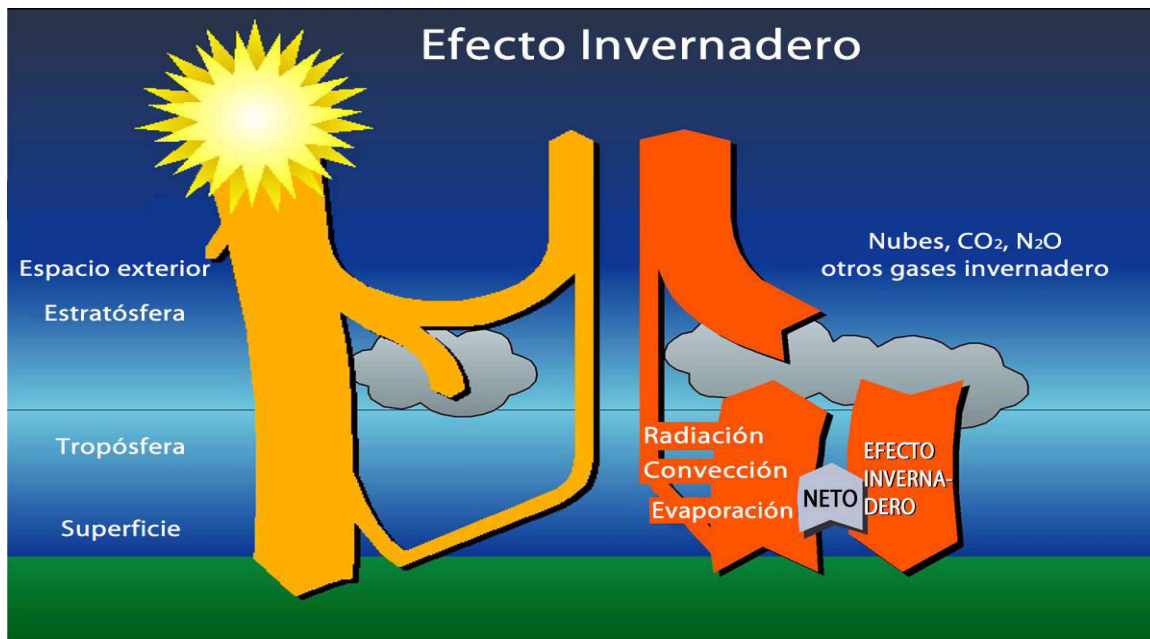 Efecto Invernadero
Espacio exterior
Estratósfera
Tropósfera
Superficie
Nubes, CO₂, N₂O
otros gases invernadero
Radiación
Convección
Evaporación
NETO
EFECTO
INVERNA-
DERO